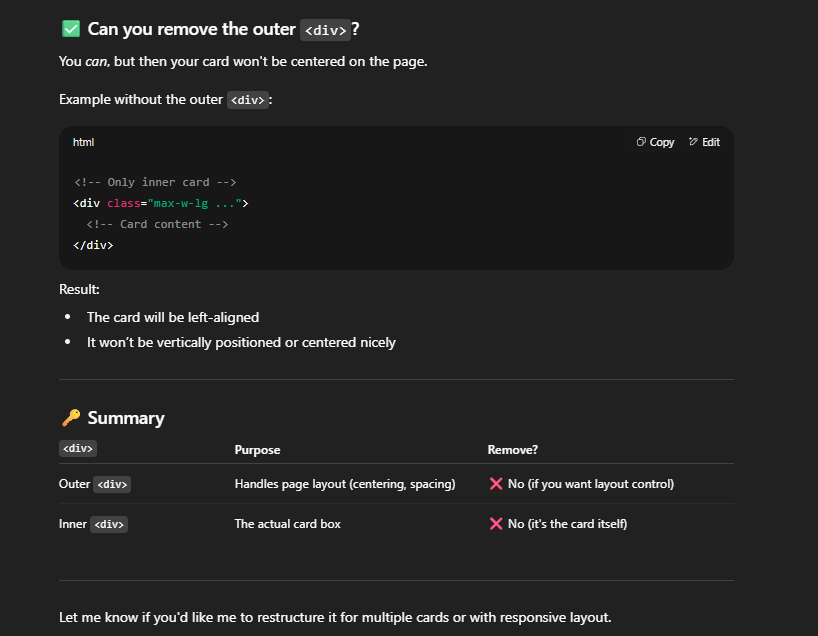 ✅ Can you remove the outer <div>?
You can, but then your card won't be centered on the page.
Example without the outer <div>:
html Copy Edit
<!-- Only inner card -->
<div class="max-w-lg ...">
<!-- Card content -->
</div>
Result:
• The card will be left-aligned
• It won’t be vertically positioned or centered nicely
🔑 Summary
<div> Purpose Remove?
Outer <div> Handles page layout (centering, spacing) ❌ No (if you want layout control)
Inner <div> The actual card box ❌ No (it's the card itself)
Let me know if you'd like me to restructure it for multiple cards or with responsive layout.